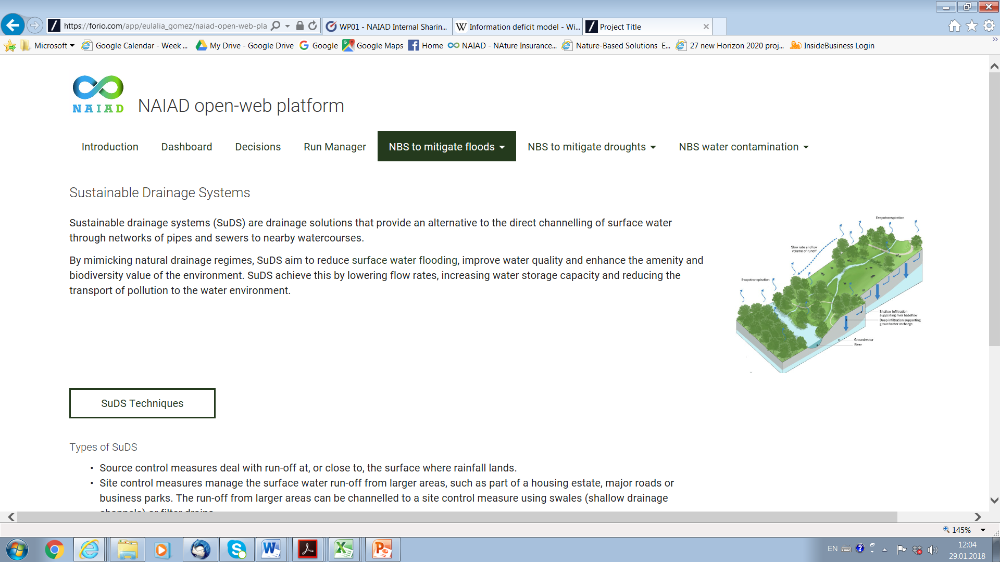 https://forio.com/app/eulalia_gomez/naiad-open-web-pla
WP01 - NAIAD Internal Sharin...
Information deficit model - Wi...
Project Title
Microsoft
Google Calendar - Week ...
My Drive - Google Drive
Google
Google Maps
Home
NAIAD - NAture Insurance...
Nature-Based Solutions E...
27 new Horizon 2020 proj...
InsideBusiness Login
NAIAD
NAIAD open-web platform
Introduction
Dashboard
Decisions
Run Manager
NBS to mitigate floods
NBS to mitigate droughts
NBS water contamination
Sustainable Drainage Systems
Sustainable drainage systems (SuDS) are drainage solutions that provide an alternative to the direct channelling of surface water
through networks of pipes and sewers to nearby watercourses.
By mimicking natural drainage regimes, SuDS aim to reduce surface water flooding, improve water quality and enhance the amenity and
biodiversity value of the environment. SuDS achieve this by lowering flow rates, increasing water storage capacity and reducing the
transport of pollution to the water environment.
Evapotranspiration
Slow rate and low
volume of runoff
Evapotranspiration
Shallow infiltration
supporting river baseflow
Deep infiltration supporting
groundwater recharge
Groundwater
River
SuDS Techniques
Types of SuDS
• Source control measures deal with run-off at, or close to, the surface where rainfall lands.
• Site control measures manage the surface water run-off from larger areas, such as part of a housing estate, major roads or
business parks. The run-off from larger areas can be channelled to a site control measure using swales (shallow drainage
channels) or filter drains.
145%
EN
12:04
29.01.2018